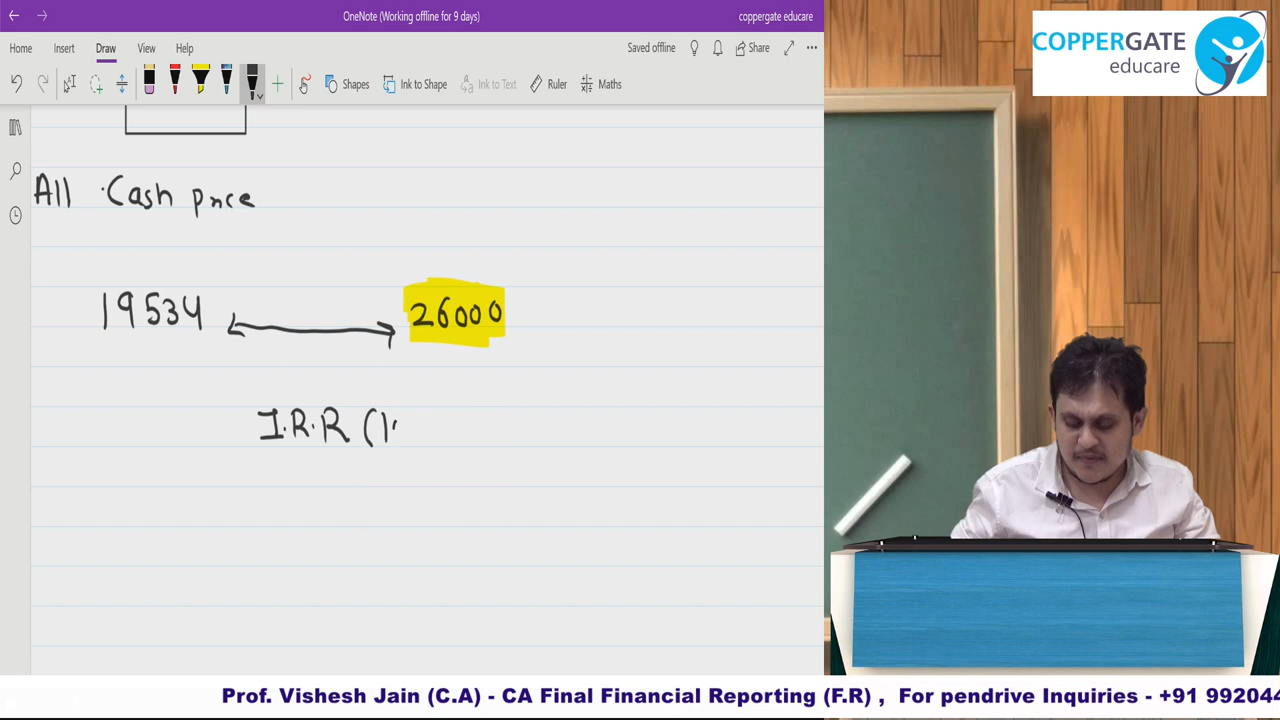 OneNote (Working offline for 9 days)
coppergate educare
Home Insert Draw View Help
Saved offline Share
Shapes Ink to Shape Ink to Text Ruler Maths
COPPERGATE
educare
All Cash price
19534 26000
I.R.R (1
Prof. Vishesh Jain (C.A) - CA Final Financial Reporting (F.R) , For pendrive Inquiries - +91 992044